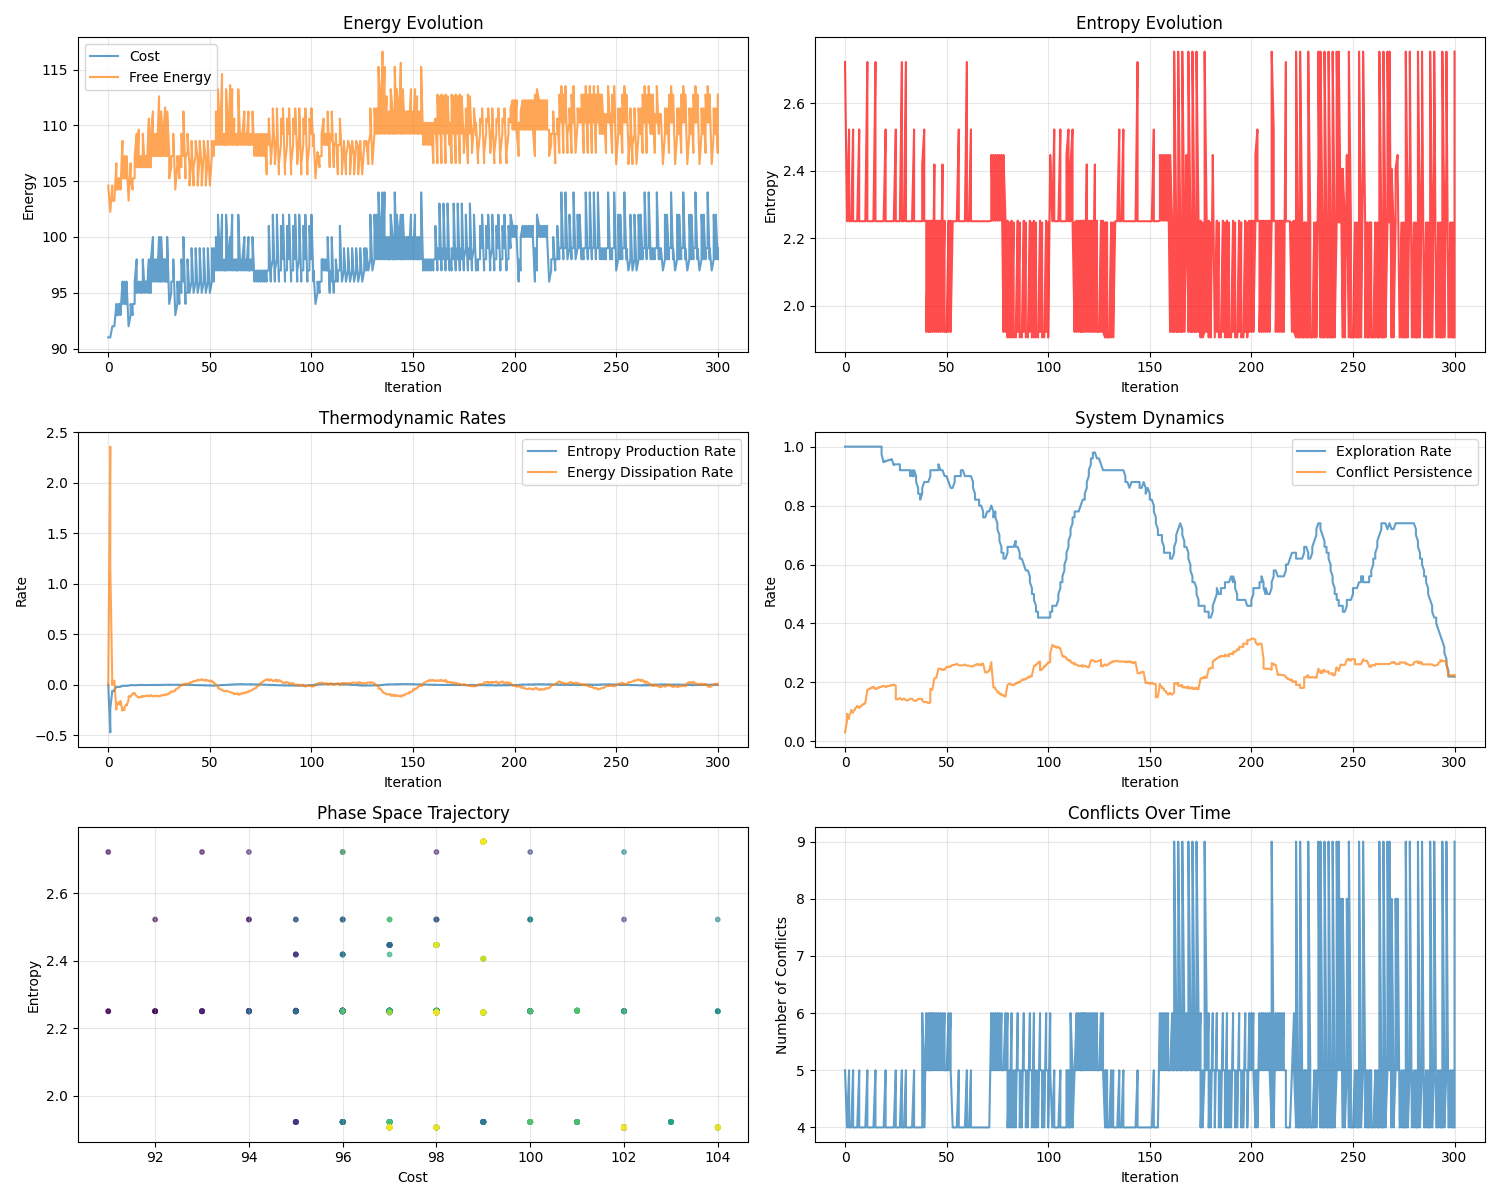 Energy Evolution
Energy
115
110
105
100
95
90
Cost
Free Energy
0 50 100 150 200 250 300
Iteration
Entropy Evolution
Entropy
2.6
2.4
2.2
2.0
0 50 100 150 200 250 300
Iteration
Thermodynamic Rates
Rate
2.5
2.0
1.5
1.0
0.5
0.0
−0.5
Entropy Production Rate
Energy Dissipation Rate
0 50 100 150 200 250 300
Iteration
System Dynamics
Rate
1.0
0.8
0.6
0.4
0.2
0.0
Exploration Rate
Conflict Persistence
0 50 100 150 200 250 300
Iteration
Phase Space Trajectory
Entropy
2.6
2.4
2.2
2.0
92 94 96 98 100 102 104
Cost
Conflicts Over Time
Number of Conflicts
9
8
7
6
5
4
0 50 100 150 200 250 300
Iteration